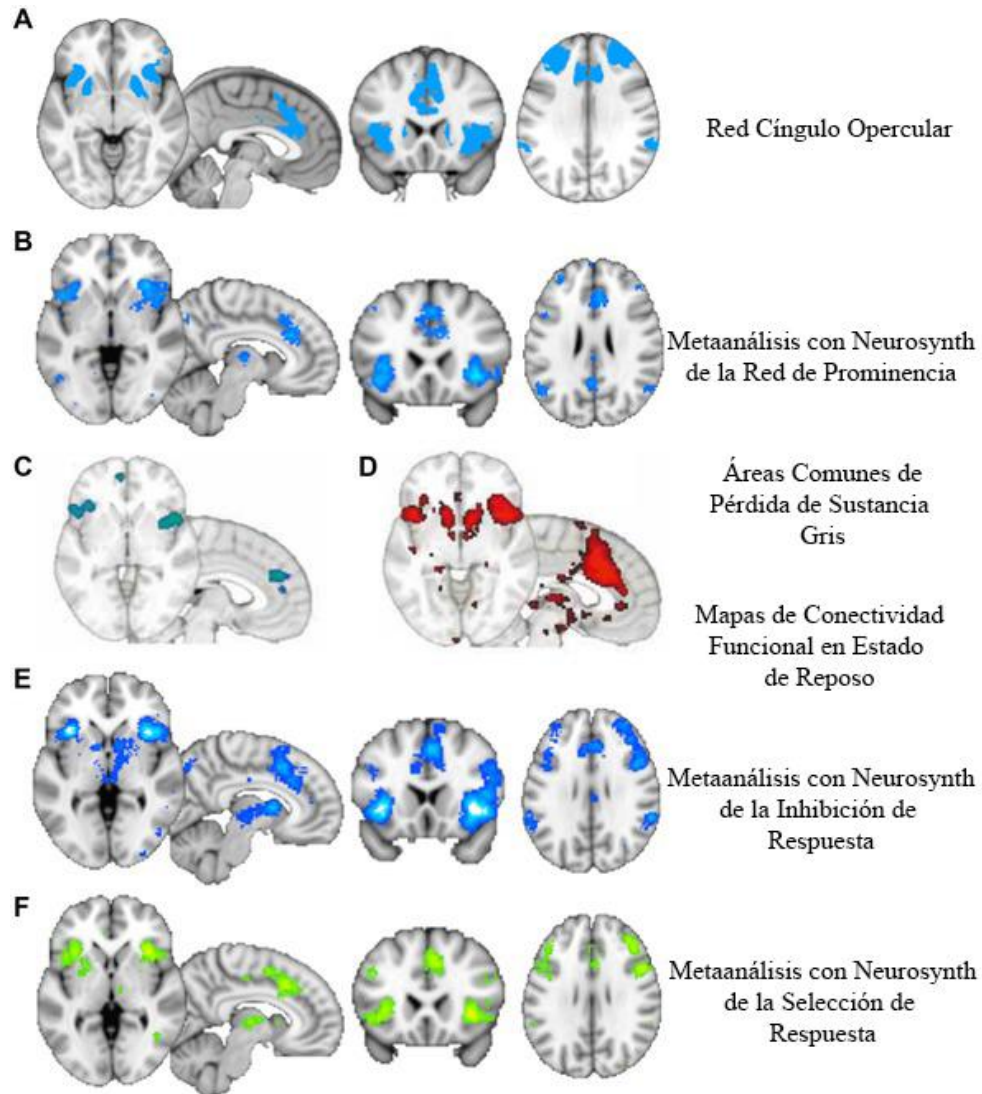 A
Red Cíngulo Opercular
B
Metaanálisis con Neurosynth
de la Red de Prominencia
C
D
Áreas Comunes de
Pérdida de Sustancia
Gris
Mapas de Conectividad
Funcional en Estado
de Reposo
E
Metaanálisis con Neurosynth
de la Inhibición de
Respuesta
F
Metaanálisis con Neurosynth
de la Selección de
Respuesta